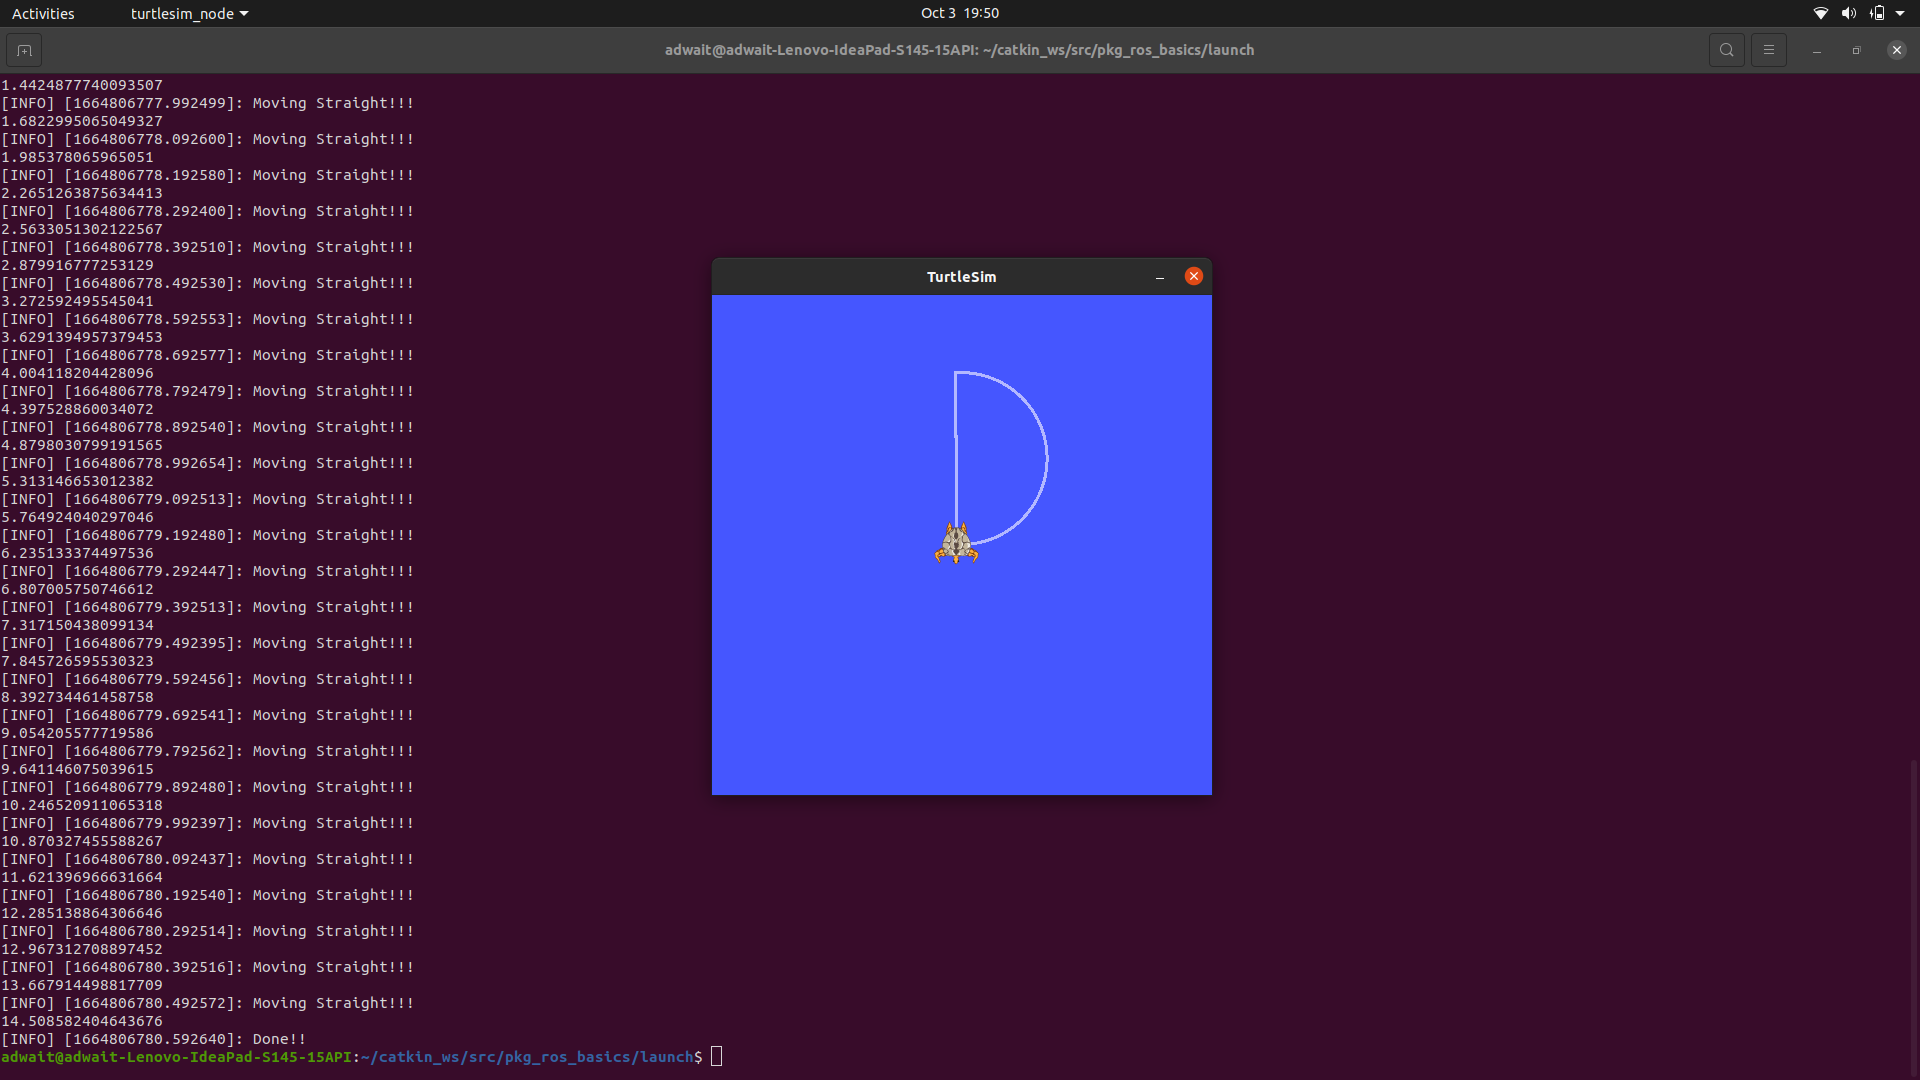 Activities
turtlesim_node
Oct 3 19:50
adwait@adwait-Lenovo-IdeaPad-S145-15API: ~/catkin_ws/src/pkg_ros_basics/launch
1.4424877740093507
[INFO] [1664806777.992499]: Moving Straight!!!
1.6822995065049327
[INFO] [1664806778.092600]: Moving Straight!!!
1.985378065965051
[INFO] [1664806778.192580]: Moving Straight!!!
2.2651263875634413
[INFO] [1664806778.292400]: Moving Straight!!!
2.5633051302122567
[INFO] [1664806778.392510]: Moving Straight!!!
2.879916777253129
[INFO] [1664806778.492530]: Moving Straight!!!
3.272592495545041
[INFO] [1664806778.592553]: Moving Straight!!!
3.6291394957379453
[INFO] [1664806778.692577]: Moving Straight!!!
4.004118204428096
[INFO] [1664806778.792479]: Moving Straight!!!
4.397528860034072
[INFO] [1664806778.892540]: Moving Straight!!!
4.8798030799191565
[INFO] [1664806778.992654]: Moving Straight!!!
5.313146653012382
[INFO] [1664806779.092513]: Moving Straight!!!
5.764924040297046
[INFO] [1664806779.192480]: Moving Straight!!!
6.235133374497536
[INFO] [1664806779.292447]: Moving Straight!!!
6.807005750746612
[INFO] [1664806779.392513]: Moving Straight!!!
7.317150438099134
[INFO] [1664806779.492395]: Moving Straight!!!
7.845726595530323
[INFO] [1664806779.592456]: Moving Straight!!!
8.392734461458758
[INFO] [1664806779.692541]: Moving Straight!!!
9.054205577719586
[INFO] [1664806779.792562]: Moving Straight!!!
9.641146075039615
[INFO] [1664806779.892480]: Moving Straight!!!
10.246520911065318
[INFO] [1664806779.992397]: Moving Straight!!!
10.870327455588267
[INFO] [1664806780.092437]: Moving Straight!!!
11.621396966631664
[INFO] [1664806780.192540]: Moving Straight!!!
12.285138864306646
[INFO] [1664806780.292514]: Moving Straight!!!
12.967312708897452
[INFO] [1664806780.392516]: Moving Straight!!!
13.667914498817709
[INFO] [1664806780.492572]: Moving Straight!!!
14.508582404643676
[INFO] [1664806780.592640]: Done!!
adwait@adwait-Lenovo-IdeaPad-S145-15API:~/catkin_ws/src/pkg_ros_basics/launch$
TurtleSim